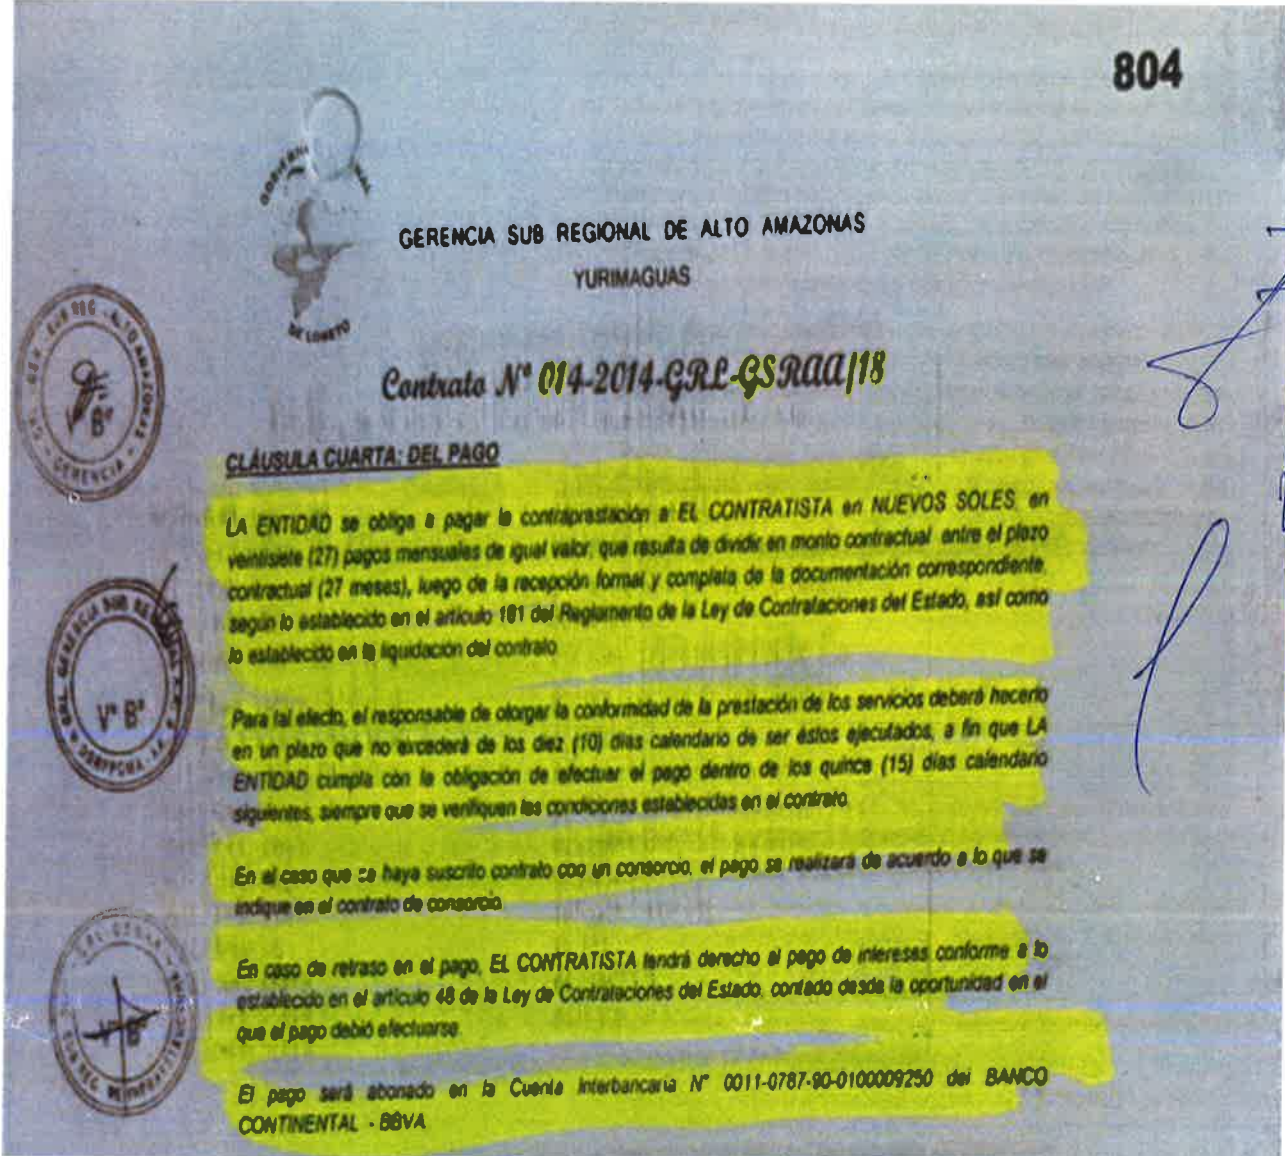 804
GERENCIA SUB REGIONAL DE ALTO AMAZONAS
YURIMAGUAS
DE LORETO
Contrato N° 014-2014-GRL-GSRAA/18
CLÁUSULA CUARTA: DEL PAGO
LA ENTIDAD se obliga a pagar la contraprestación a EL CONTRATISTA en NUEVOS SOLES, en
veintisiete (27) pagos mensuales de igual valor, que resulta de dividir en monto contractual entre el plazo
contractual (27 meses), luego de la recepción formal y completa de la documentación correspondiente,
según lo establecido en el artículo 181 del Reglamento de la Ley de Contrataciones del Estado, así como
lo establecido en la liquidación del contrato.
Para tal efecto, el responsable de otorgar la conformidad de la prestación de los servicios deberá hacerlo
en un plazo que no excederá de los diez (10) días calendario de ser éstos ejecutados, a fin que LA
ENTIDAD cumpla con la obligación de efectuar el pago dentro de los quince (15) días calendario
siguientes, siempre que se verifiquen las condiciones establecidas en el contrato.
En el caso que se haya suscrito contrato con un consorcio, el pago se realizará de acuerdo a lo que se
indique en el contrato de consorcio.
En caso de retraso en el pago, EL CONTRATISTA tendrá derecho al pago de intereses conforme a lo
establecido en el artículo 48 de la Ley de Contrataciones del Estado, contado desde la oportunidad en el
que el pago debió efectuarse.
El pago será abonado en la Cuenta Interbancaria N° 0011-0787-90-0100009250 del BANCO
CONTINENTAL - BBVA
GERENCIA
V° B°